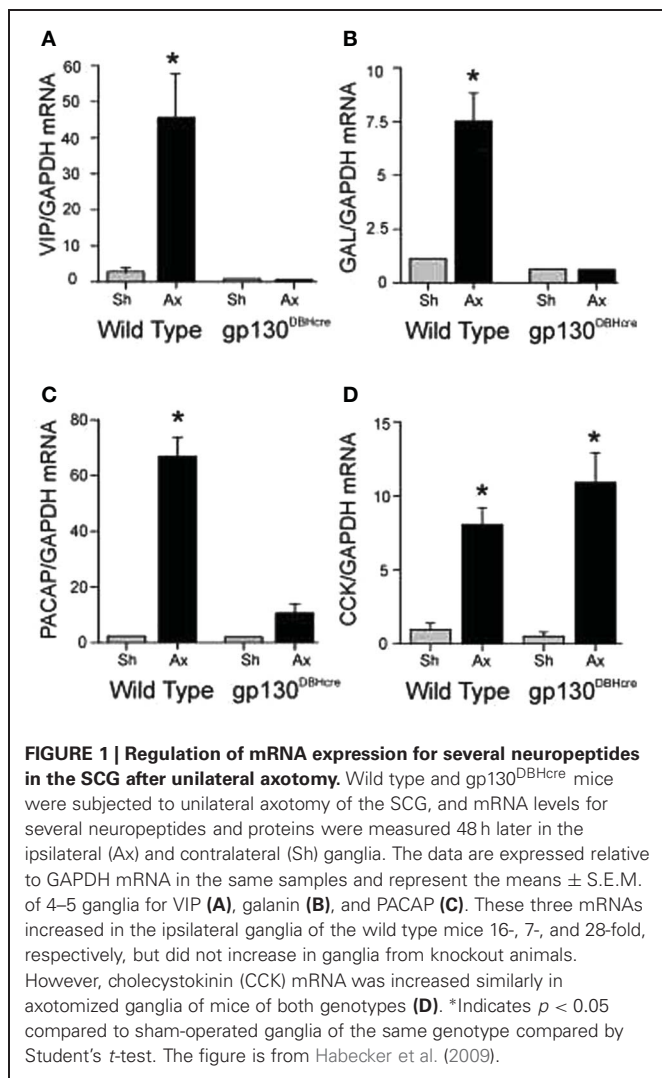 A
VIP/GAPDH mRNA
60
50
40
30
20
10
0
*
Sh Ax Sh Ax
Wild Type gp130^DBHcre
B
GAL/GAPDH mRNA
10
7.5
5
2.5
0
*
Sh Ax Sh Ax
Wild Type gp130^DBHcre
C
PACAP/GAPDH mRNA
80
60
40
20
0
*
Sh Ax Sh Ax
Wild Type gp130^DBHcre
D
CCK/GAPDH mRNA
15
10
5
0
* *
Sh Ax Sh Ax
Wild Type gp130^DBHcre
FIGURE 1 | Regulation of mRNA expression for several neuropeptides
in the SCG after unilateral axotomy. Wild type and gp130^DBHcre mice
were subjected to unilateral axotomy of the SCG, and mRNA levels for
several neuropeptides and proteins were measured 48 h later in the
ipsilateral (Ax) and contralateral (Sh) ganglia. The data are expressed relative
to GAPDH mRNA in the same samples and represent the means ± S.E.M.
of 4–5 ganglia for VIP (A), galanin (B), and PACAP (C). These three mRNAs
increased in the ipsilateral ganglia of the wild type mice 16-, 7-, and 28-fold,
respectively, but did not increase in ganglia from knockout animals.
However, cholecystokinin (CCK) mRNA was increased similarly in
axotomized ganglia of mice of both genotypes (D). *Indicates p < 0.05
compared to sham-operated ganglia of the same genotype compared by
Student's t-test. The figure is from Habecker et al. (2009).